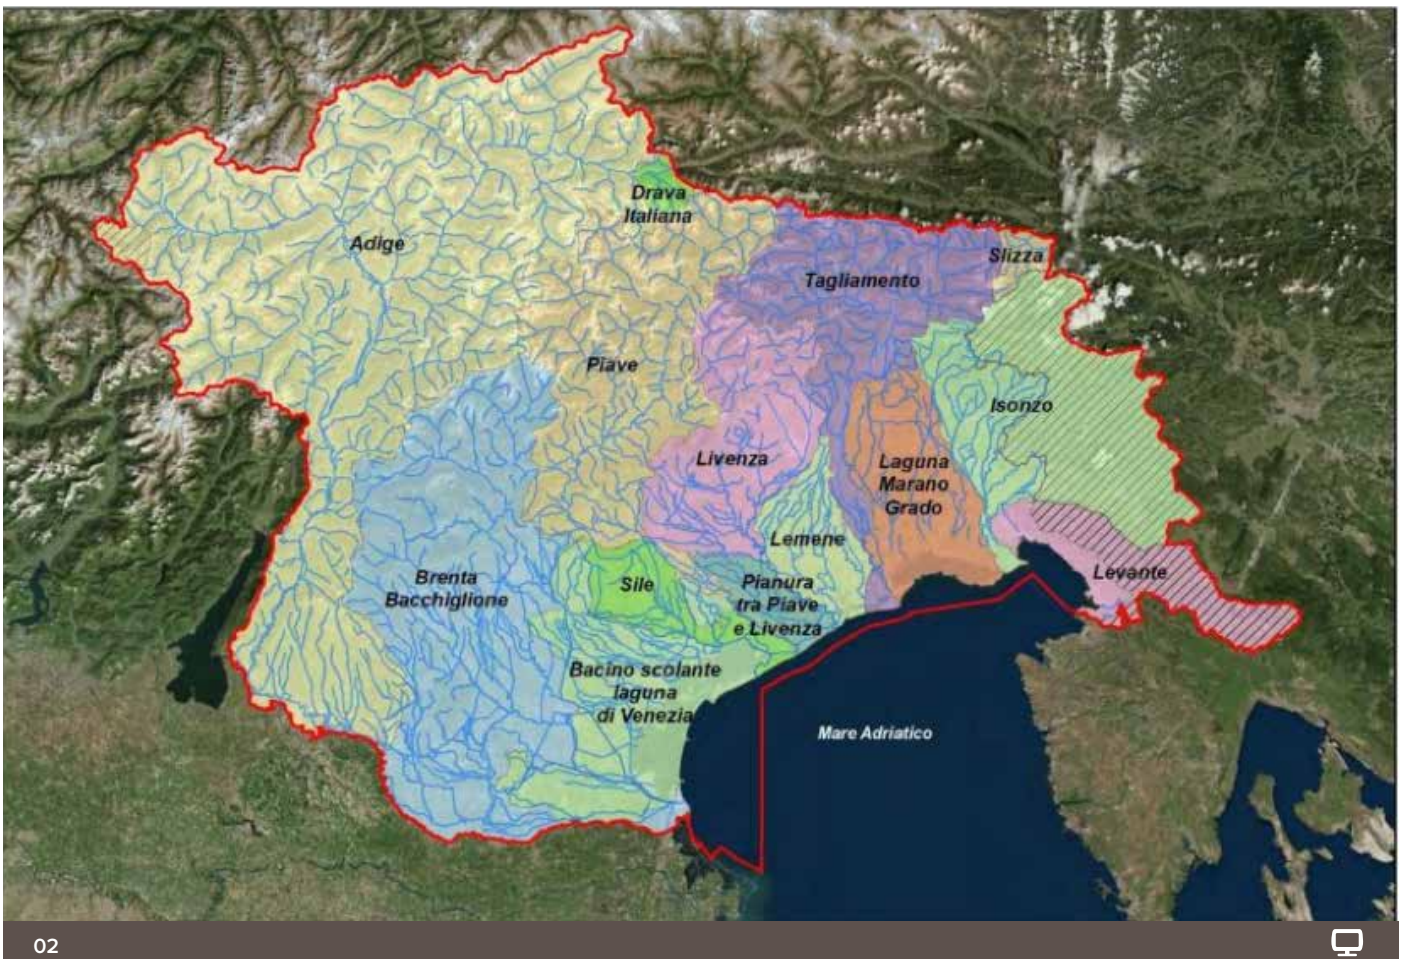 Drava
Italiana
Adige
Slizza
Tagliamento
Piave
Isonzo
Livenza
Laguna
Marano
Grado
Lemene
Levante
Brenta
Bacchiglione
Sile
Pianura
tra Piave
e Livenza
Bacino scolante
laguna
di Venezia
Mare Adriatico
02